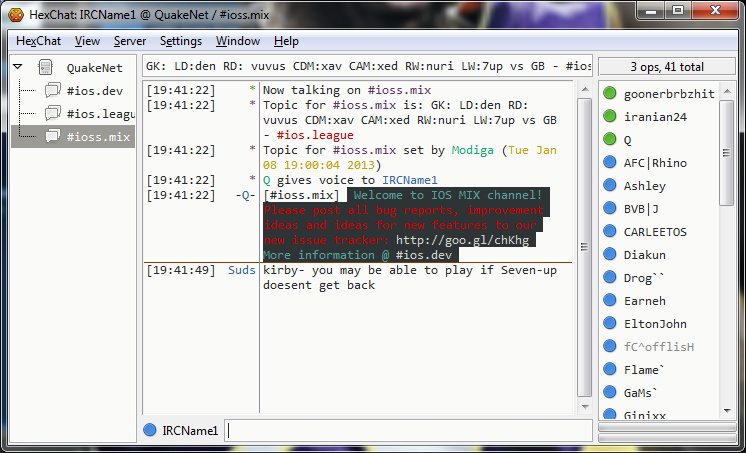 HexChat: IRCName1 @ QuakeNet / #ioss.mix
HexChat View Server Settings Window Help
QuakeNet
#ios.dev
#ios.leagu
#ioss.mix
GK: LD:den RD: vuvus CDM:xav CAM:xed RW:nuri LW:7up vs GB - #ios
[19:41:22] * Now talking on #ioss.mix
[19:41:22] * Topic for #ioss.mix is: GK: LD:den RD:
vuvus CDM:xav CAM:xed RW:nuri LW:7up vs GB
- #ios.league
[19:41:22] * Topic for #ioss.mix set by Modiga (Tue Jan
08 19:00:04 2013)
[19:41:22] * Q gives voice to IRCName1
[19:41:22] -Q- [#ioss.mix] Welcome to IOS MIX channel!
Please post all bug reports, improvement
ideas and ideas for new features to our
new issue tracker: http://goo.gl/chKhg
More information @ #ios.dev
[19:41:49] Suds kirby- you may be able to play if Seven-up
doesent get back
IRCName1
3 ops, 41 total
goonerbrbzhit
iranian24
Q
AFC|Rhino
Ashley
BVB|J
CARLEETOS
Diakun
Drog``
Earneh
EltonJohn
fC^offlisH
Flame`
GaMs`
Ginixx